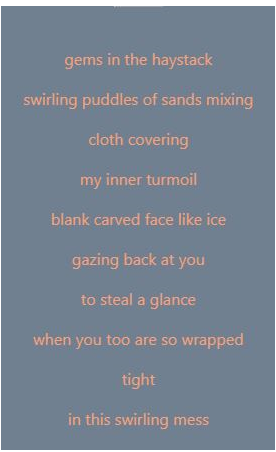 gems in the haystack
swirling puddles of sands mixing
cloth covering
my inner turmoil
blank carved face like ice
gazing back at you
to steal a glance
when you too are so wrapped
tight
in this swirling mess